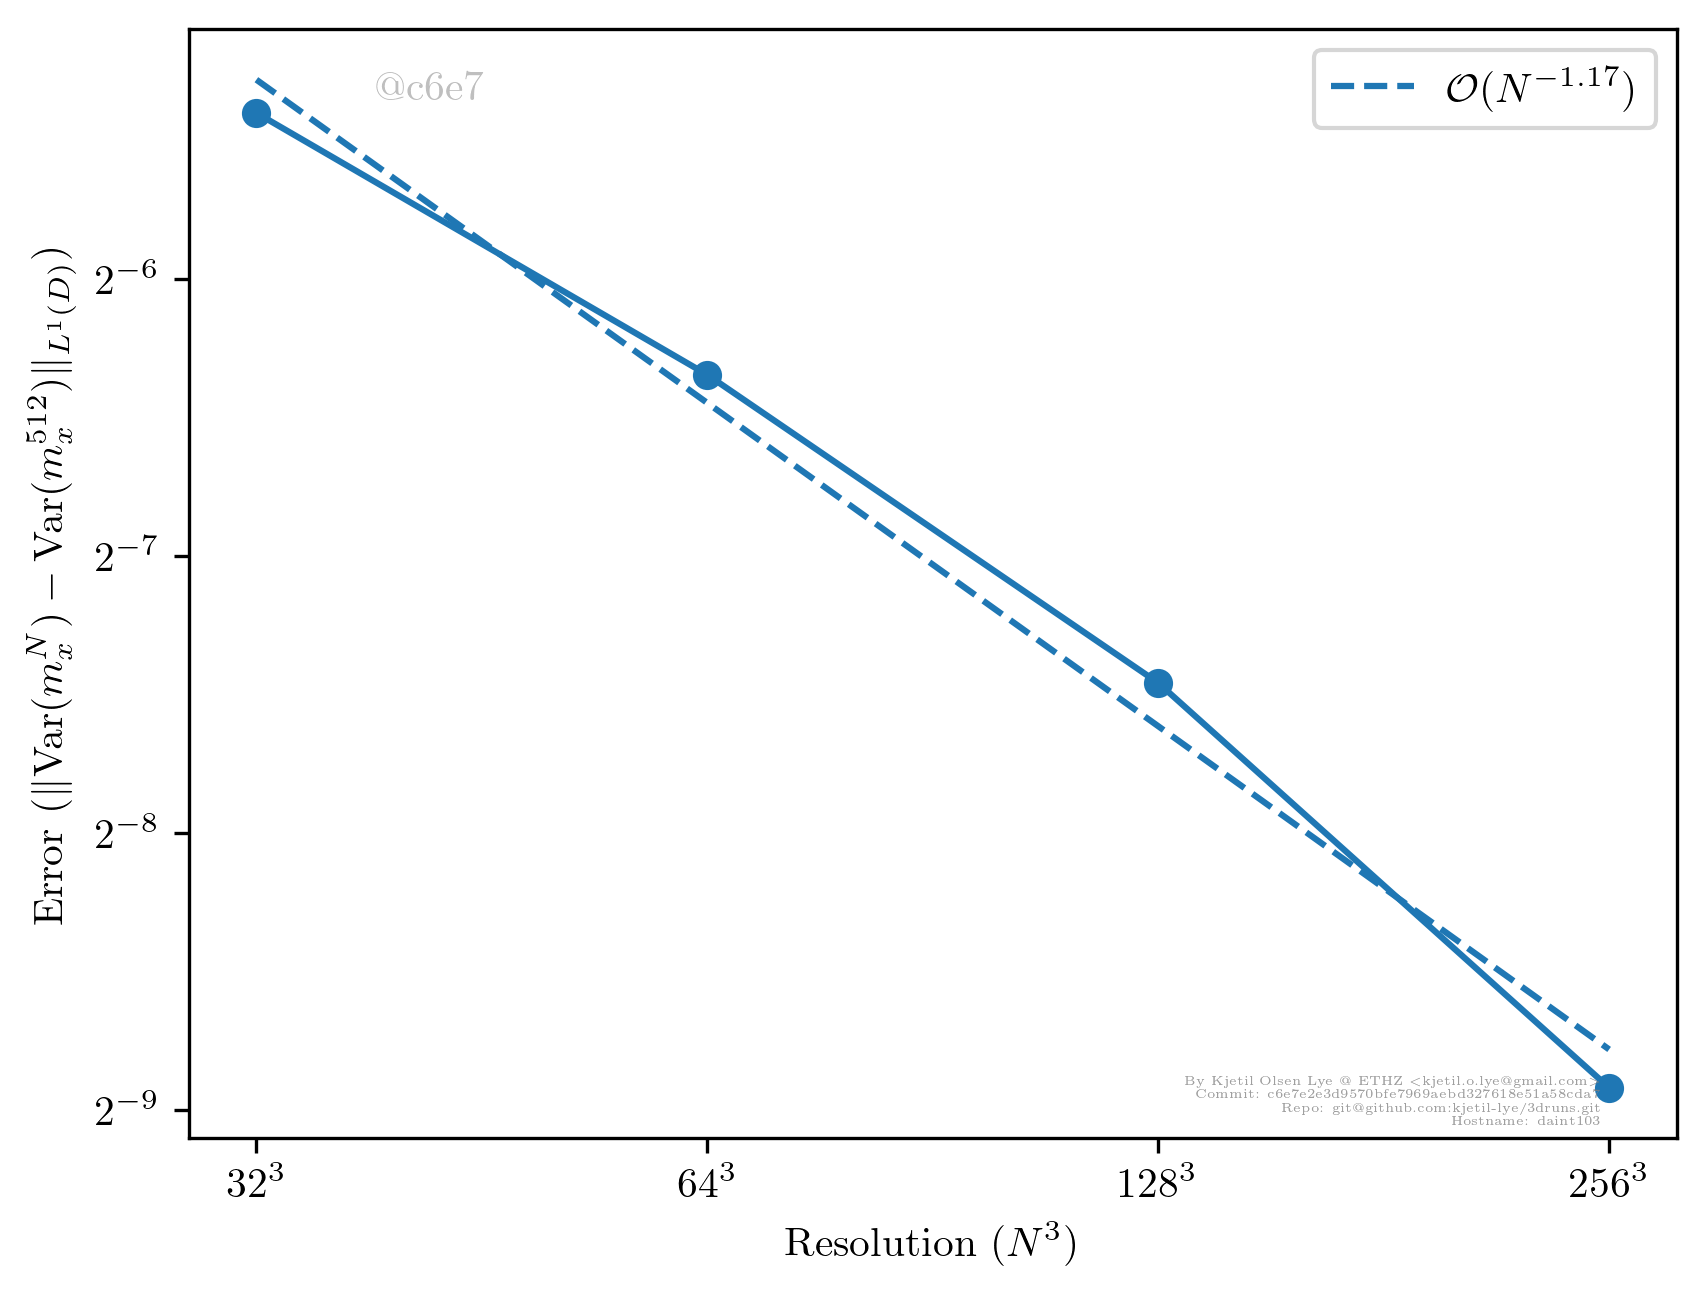 @c6e7
𝒪(N^{-1.17})
Error (||Var(m_x^N) − Var(m_x^{512})||_{L^1(D)})
2^{-6}
2^{-7}
2^{-8}
2^{-9}
By Kjetil Olsen Lye @ ETHZ <kjetil.o.lye@gmail.com>
Commit: c6e7e2e3d9570bfe7969aebd327618e51a58cda7
Repo: git@github.com:kjetil-lye/3druns.git
Hostname: daint103
32^3
64^3
128^3
256^3
Resolution (N^3)